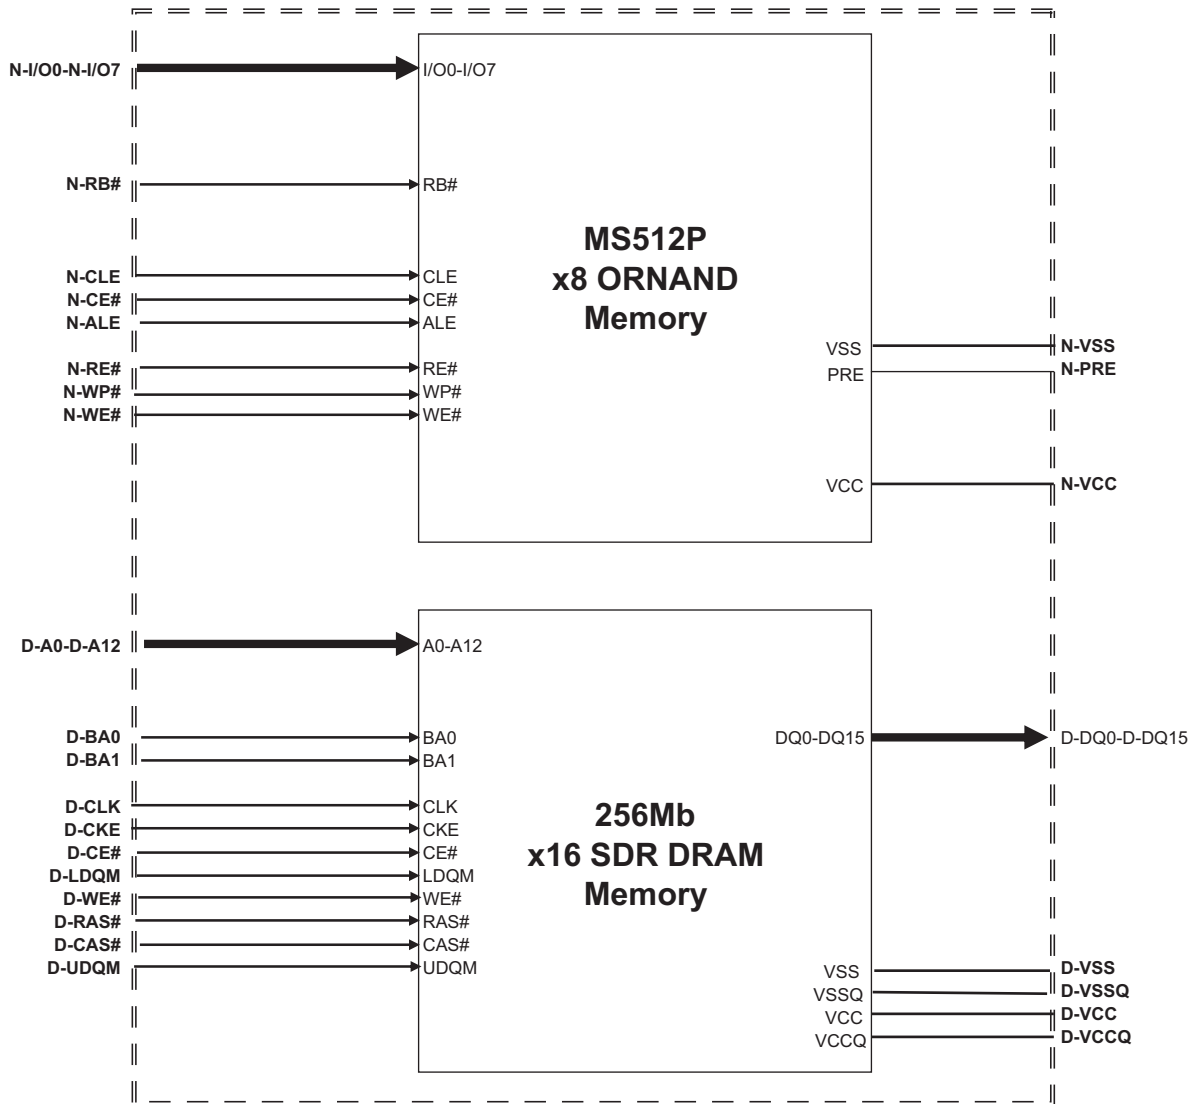 N-I/O0-N-I/O7 I/O0-I/O7
N-RB# RB#
MS512P
x8 ORNAND
Memory
N-CLE CLE
N-CE# CE#
N-ALE ALE
VSS N-VSS
N-RE# RE# PRE N-PRE
N-WP# WP#
N-WE# WE#
VCC N-VCC
D-A0-D-A12 A0-A12
D-BA0 BA0 DQ0-DQ15 D-DQ0-D-DQ15
D-BA1 BA1
D-CLK CLK
D-CKE CKE
256Mb
x16 SDR DRAM
Memory
D-CE# CE#
D-LDQM LDQM
D-WE# WE#
D-RAS# RAS#
D-CAS# CAS#
D-UDQM UDQM
VSS D-VSS
VSSQ D-VSSQ
VCC D-VCC
VCCQ D-VCCQ